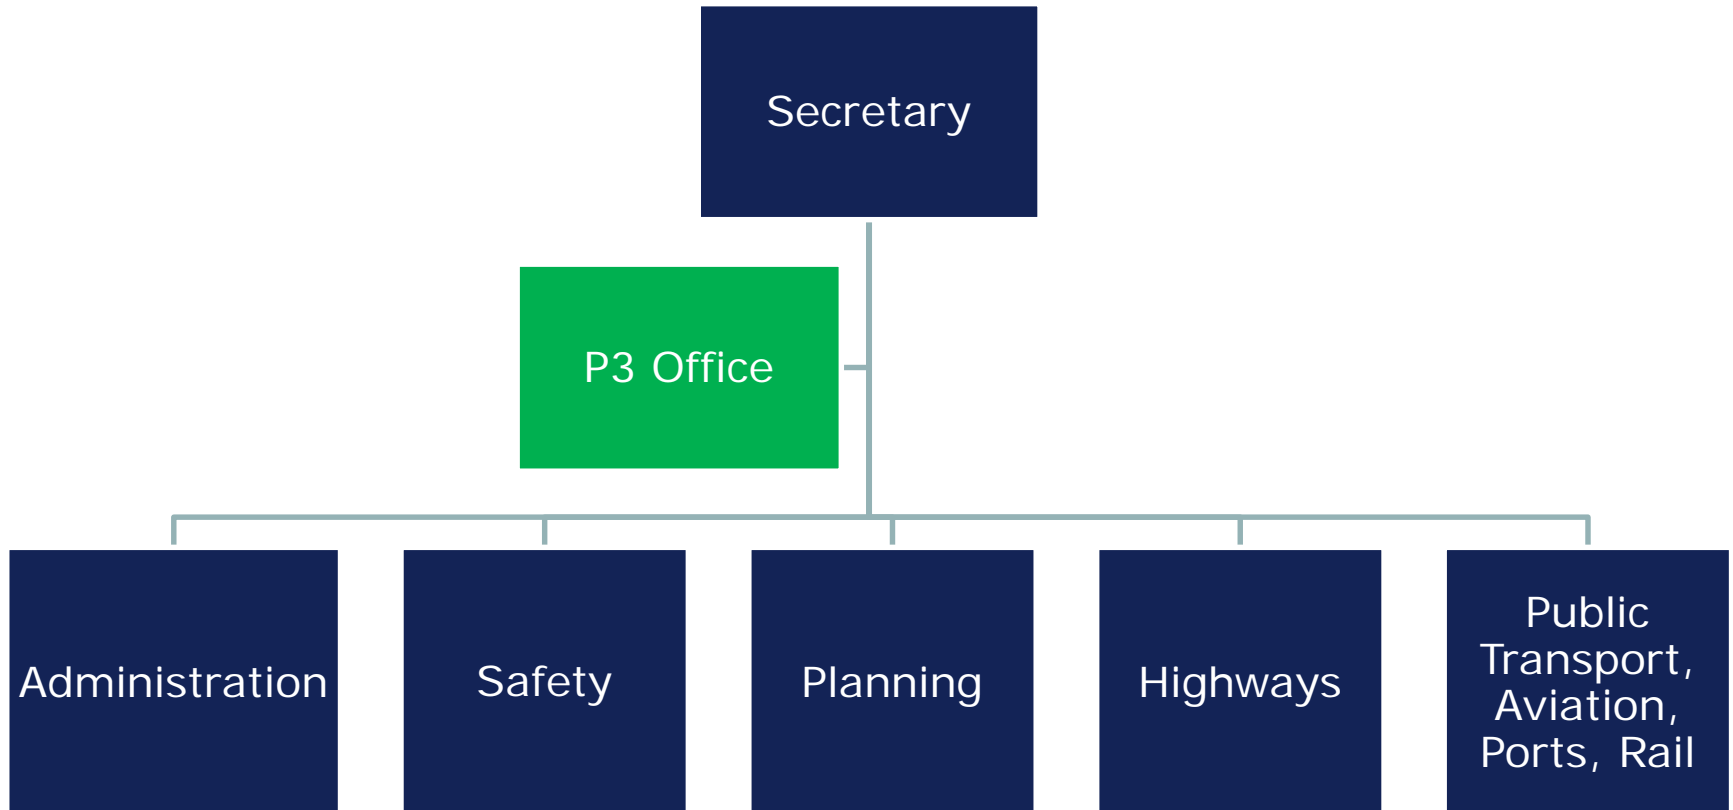 Secretary
P3 Office
Administration
Safety
Planning
Highways
Public
Transport,
Aviation,
Ports, Rail